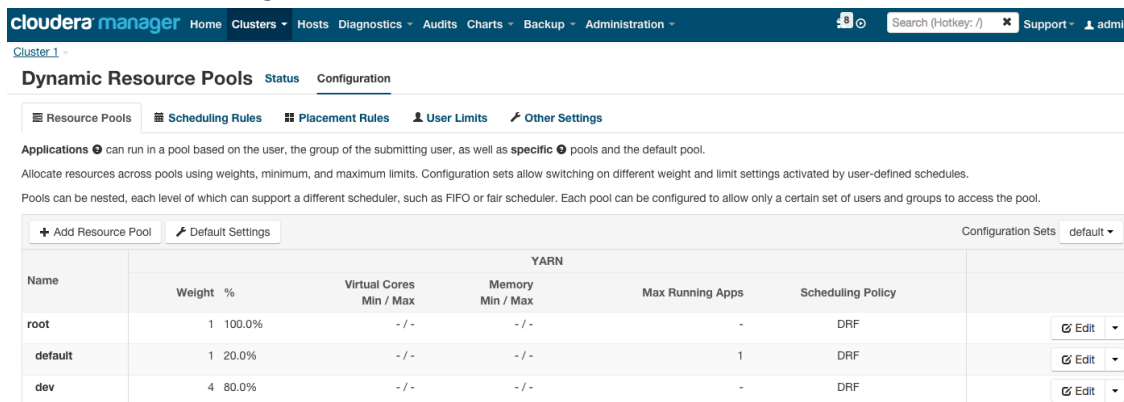 cloudera manager Home Clusters Hosts Diagnostics Audits Charts Backup Administration 8 Search (Hotkey: /) Support admi
Cluster 1 »
Dynamic Resource Pools Status Configuration
Resource Pools Scheduling Rules Placement Rules User Limits Other Settings
Applications can run in a pool based on the user, the group of the submitting user, as well as specific pools and the default pool.
Allocate resources across pools using weights, minimum, and maximum limits. Configuration sets allow switching on different weight and limit settings activated by user-defined schedules.
Pools can be nested, each level of which can support a different scheduler, such as FIFO or fair scheduler. Each pool can be configured to allow only a certain set of users and groups to access the pool.
+ Add Resource Pool Default Settings Configuration Sets default
YARN
Name Weight % Virtual Cores Min / Max Memory Min / Max Max Running Apps Scheduling Policy
root 1 100.0% - / - - / - - DRF Edit
default 1 20.0% - / - - / - 1 DRF Edit
dev 4 80.0% - / - - / - - DRF Edit